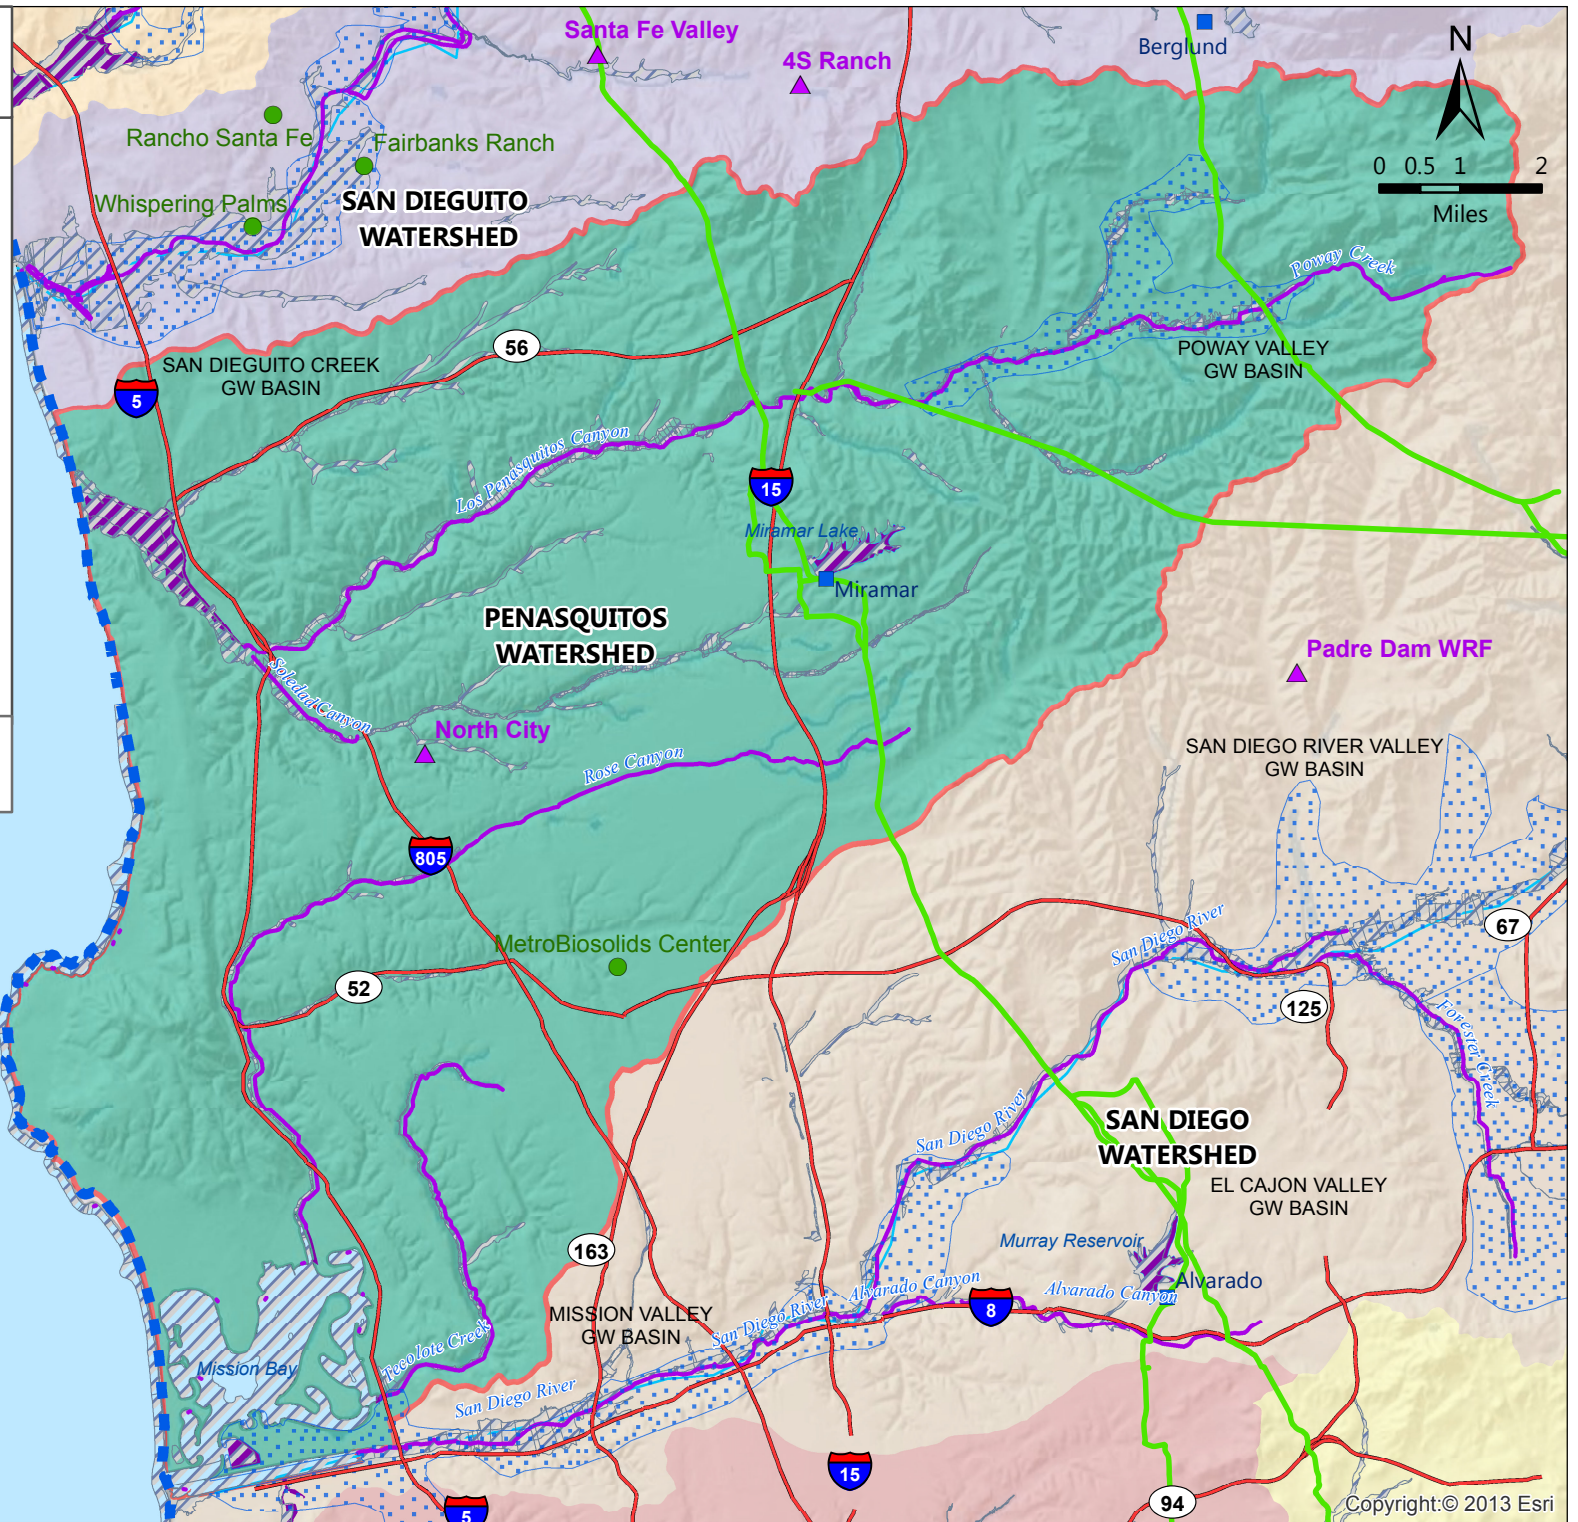 Santa Fe Valley
4S Ranch
Berglund
N
Rancho Santa Fe
Fairbanks Ranch
0 0.5 1 2
Miles
Whispering Palms
SAN DIEGUITO
WATERSHED
Poway Creek
56
POWAY VALLEY
GW BASIN
SAN DIEGUITO CREEK
GW BASIN
5
Los Penasquitos Canyon
15
Miramar Lake
Miramar
PENASQUITOS
WATERSHED
Padre Dam WRF
Soledad Canyon
North City
Rose Canyon
SAN DIEGO RIVER VALLEY
GW BASIN
805
San Diego River
67
MetroBiosolids Center
52
125
Forester Creek
San Diego River
SAN DIEGO
WATERSHED
EL CAJON VALLEY
GW BASIN
163
Murray Reservoir
Alvarado
Alvarado Canyon
Alvarado Canyon
8
MISSION VALLEY
GW BASIN
San Diego River
Mission Bay
Tecolote Creek
San Diego River
15
5
94
Copyright:© 2013 Esri